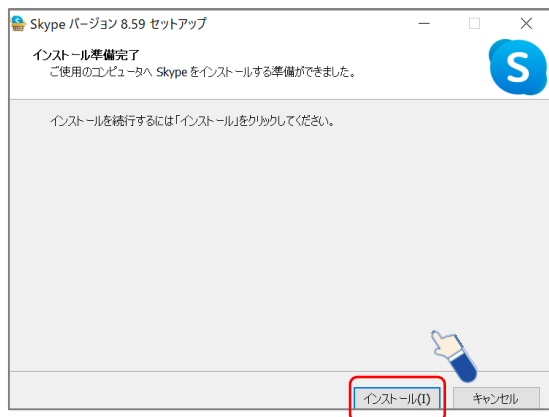 Skype バージョン 8.59 セットアップ
インストール準備完了
ご使用のコンピュータへ Skype をインストールする準備ができました。
S
インストールを続行するには「インストール」をクリックしてください。
インストール(I)
キャンセル